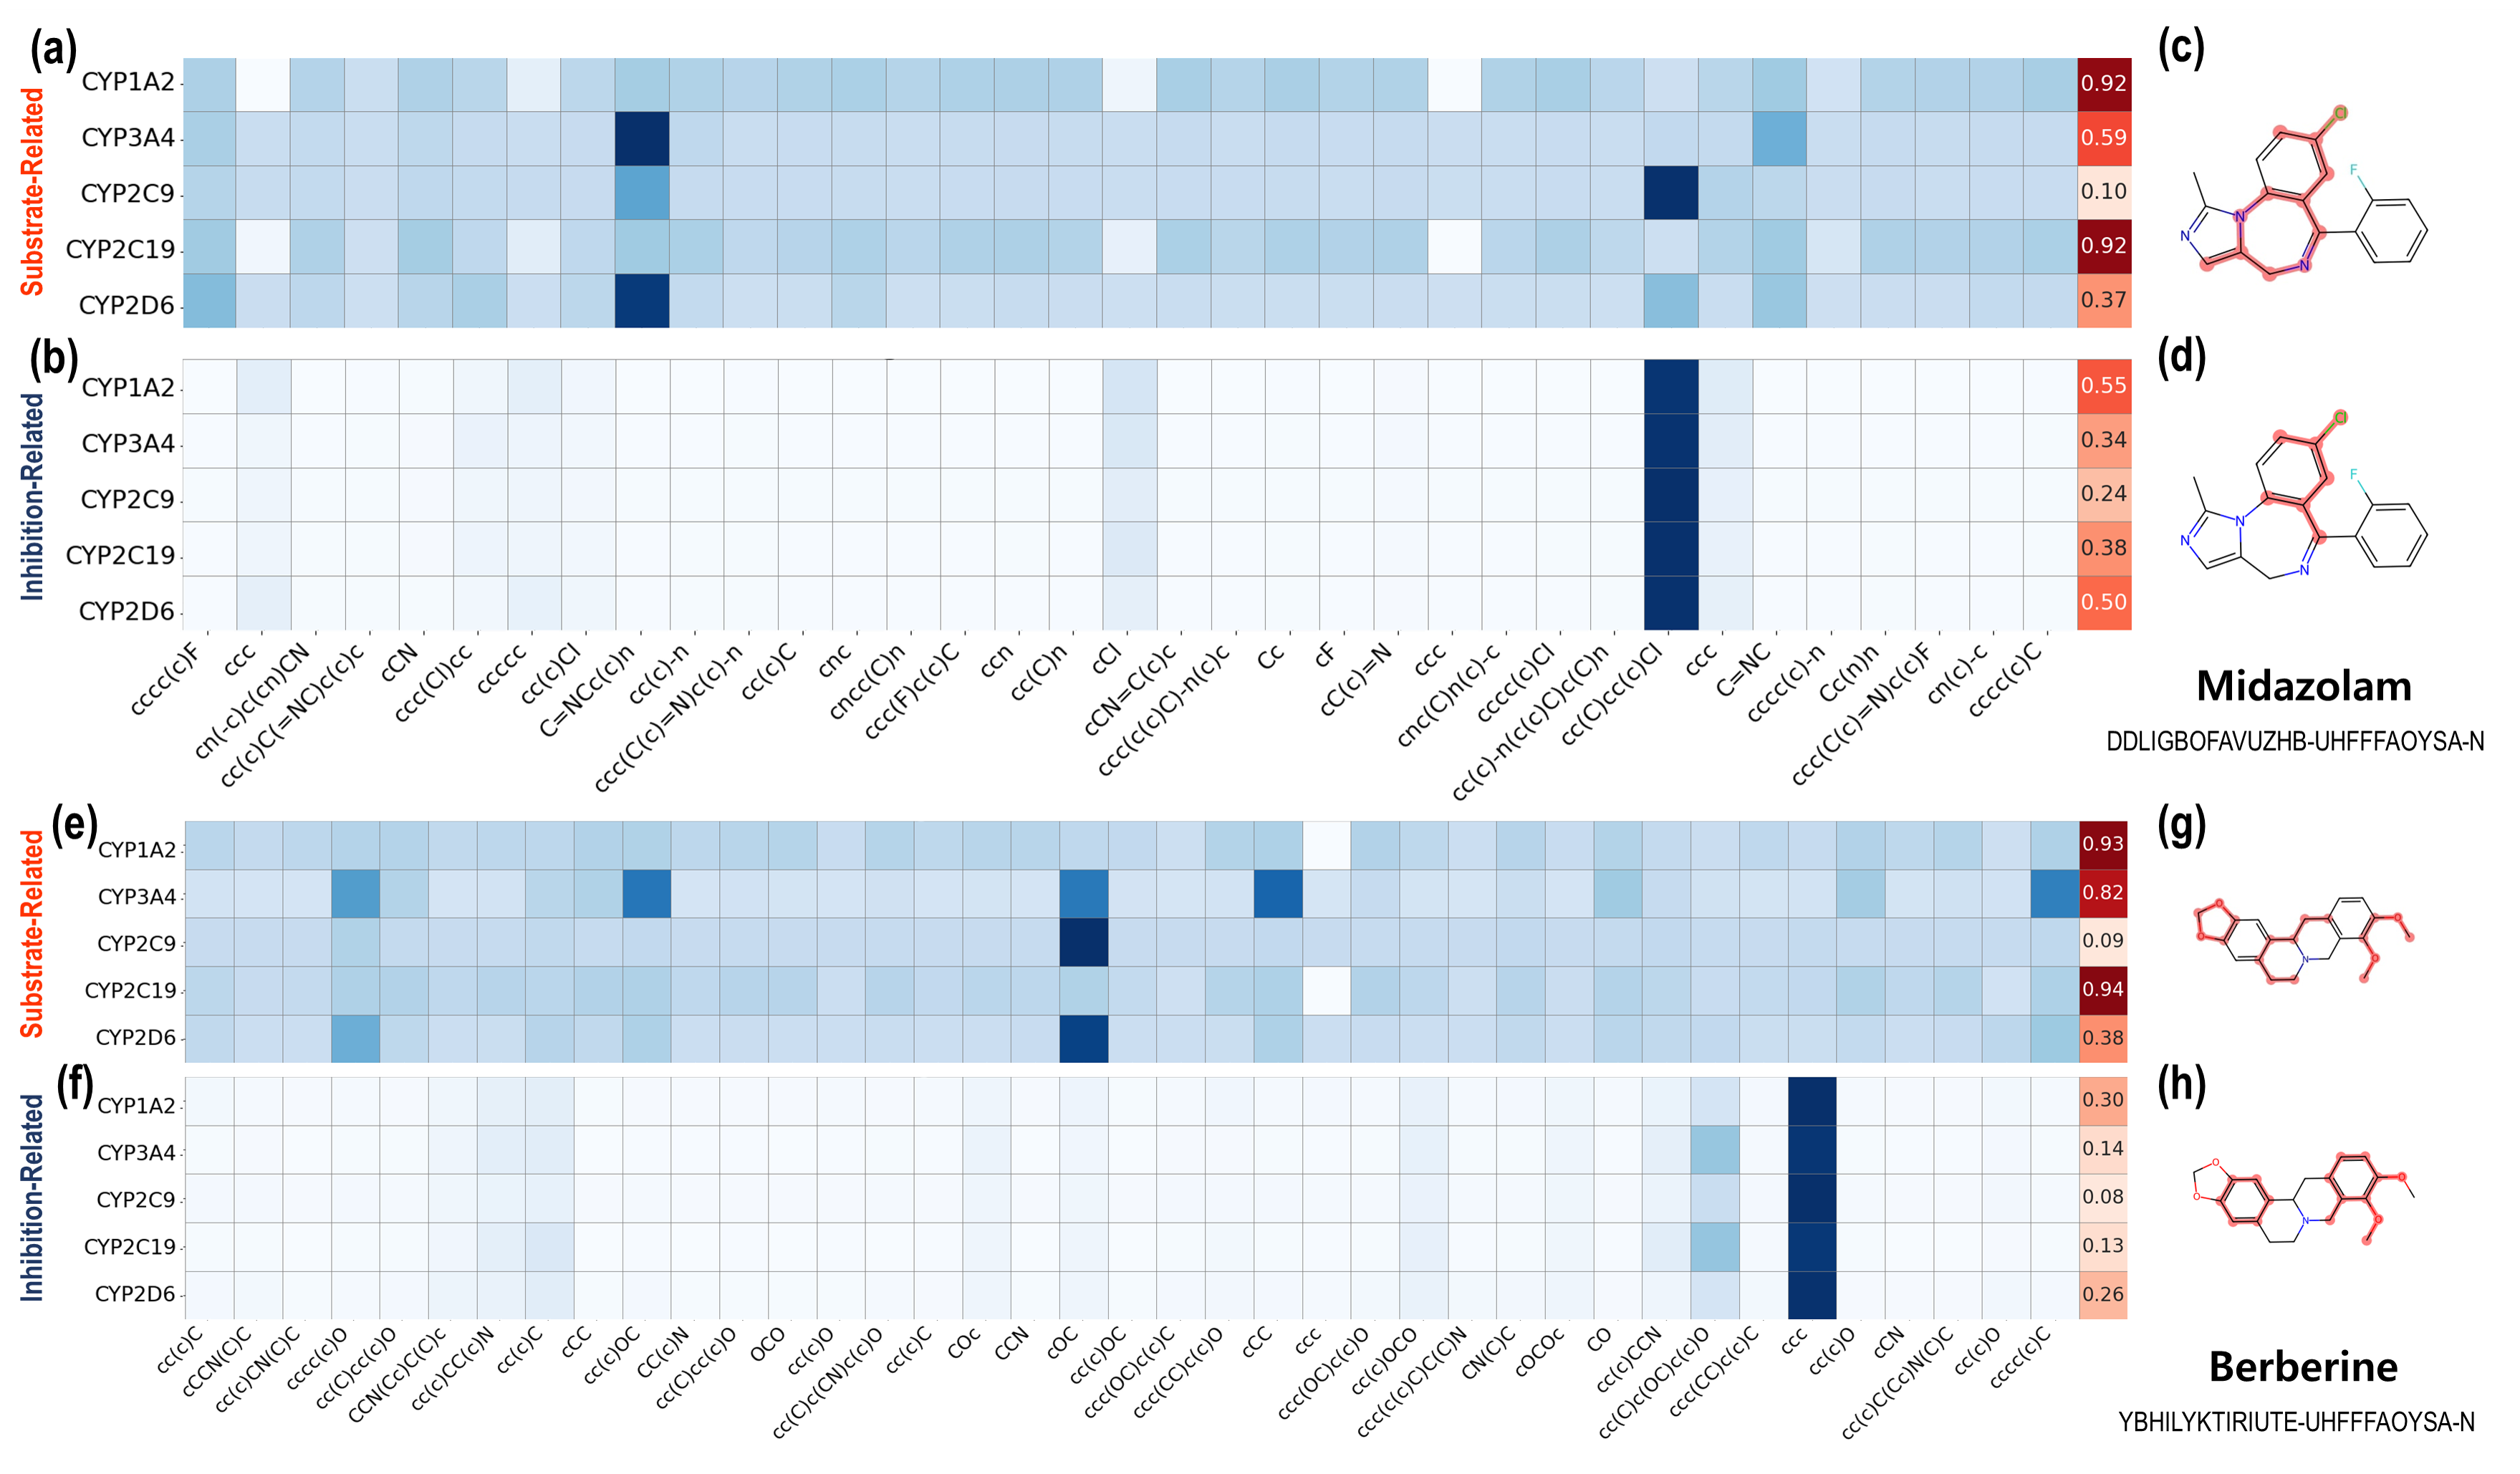 (a)
Substrate-Related
CYP1A2 0.92
CYP3A4 0.59
CYP2C9 0.10
CYP2C19 0.92
CYP2D6 0.37
(c)
Cl
F
N
N
N
(b)
Inhibition-Related
CYP1A2 0.55
CYP3A4 0.34
CYP2C9 0.24
CYP2C19 0.38
CYP2D6 0.50
(d)
Cl
F
N
N
N
cccc(c)F
ccc
cn(-c)c(cn)CN
cc(c)C(=NC)c(c)c
cCN
ccc(Cl)cc
ccccc
cc(c)Cl
C=NCc(c)n
cc(c)-n
ccc(C(c)=N)c(c)-n
cc(c)C
cnc
cncc(C)n
ccc(F)c(c)C
ccn
cc(C)n
cCl
cCN=C(c)c
ccc(c(c)C)-n(c)c
Cc
cF
cC(c)=N
ccc
cnc(C)n(c)-c
cccc(c)Cl
cc(c)-n(c(c)C)c(C)n
cc(C)cc(c)Cl
ccc
C=NC
cccc(c)-n
Cc(n)n
ccc(C(c)=N)c(c)F
cn(c)-c
cccc(c)C
Midazolam
DDLIGBOFAVUZHB-UHFFFAOYSA-N
(e)
Substrate-Related
CYP1A2 0.93
CYP3A4 0.82
CYP2C9 0.09
CYP2C19 0.94
CYP2D6 0.38
(g)
O
O
N
O
O
(f)
Inhibition-Related
CYP1A2 0.30
CYP3A4 0.14
CYP2C9 0.08
CYP2C19 0.13
CYP2D6 0.26
(h)
O
O
N
O
O
cc(c)C
cCCN(C)C
cc(c)CN(C)C
cccc(c)O
cc(C)cc(c)O
CCN(Cc)C(C)c
cc(c)CC(c)N
cc(c)C
cCC
cc(c)OC
CC(c)N
cc(C)cc(c)O
OCO
cc(c)O
cc(C)c(CN)c(c)O
cc(c)C
COc
CCN
cOC
cc(c)OC
ccc(OC)c(c)C
ccc(CC)c(c)O
cCC
ccc
ccc(OC)c(c)O
cc(c)OCO
ccc(c(c)C)C(C)N
CN(C)C
cOCOc
CO
cc(c)CCN
cc(C)c(OC)c(c)O
ccc(CC)c(c)C
ccc
cc(c)O
cCN
cc(c)C(Cc)N(C)C
cc(c)O
cccc(c)C
Berberine
YBHILYKTIRIUTE-UHFFFAOYSA-N